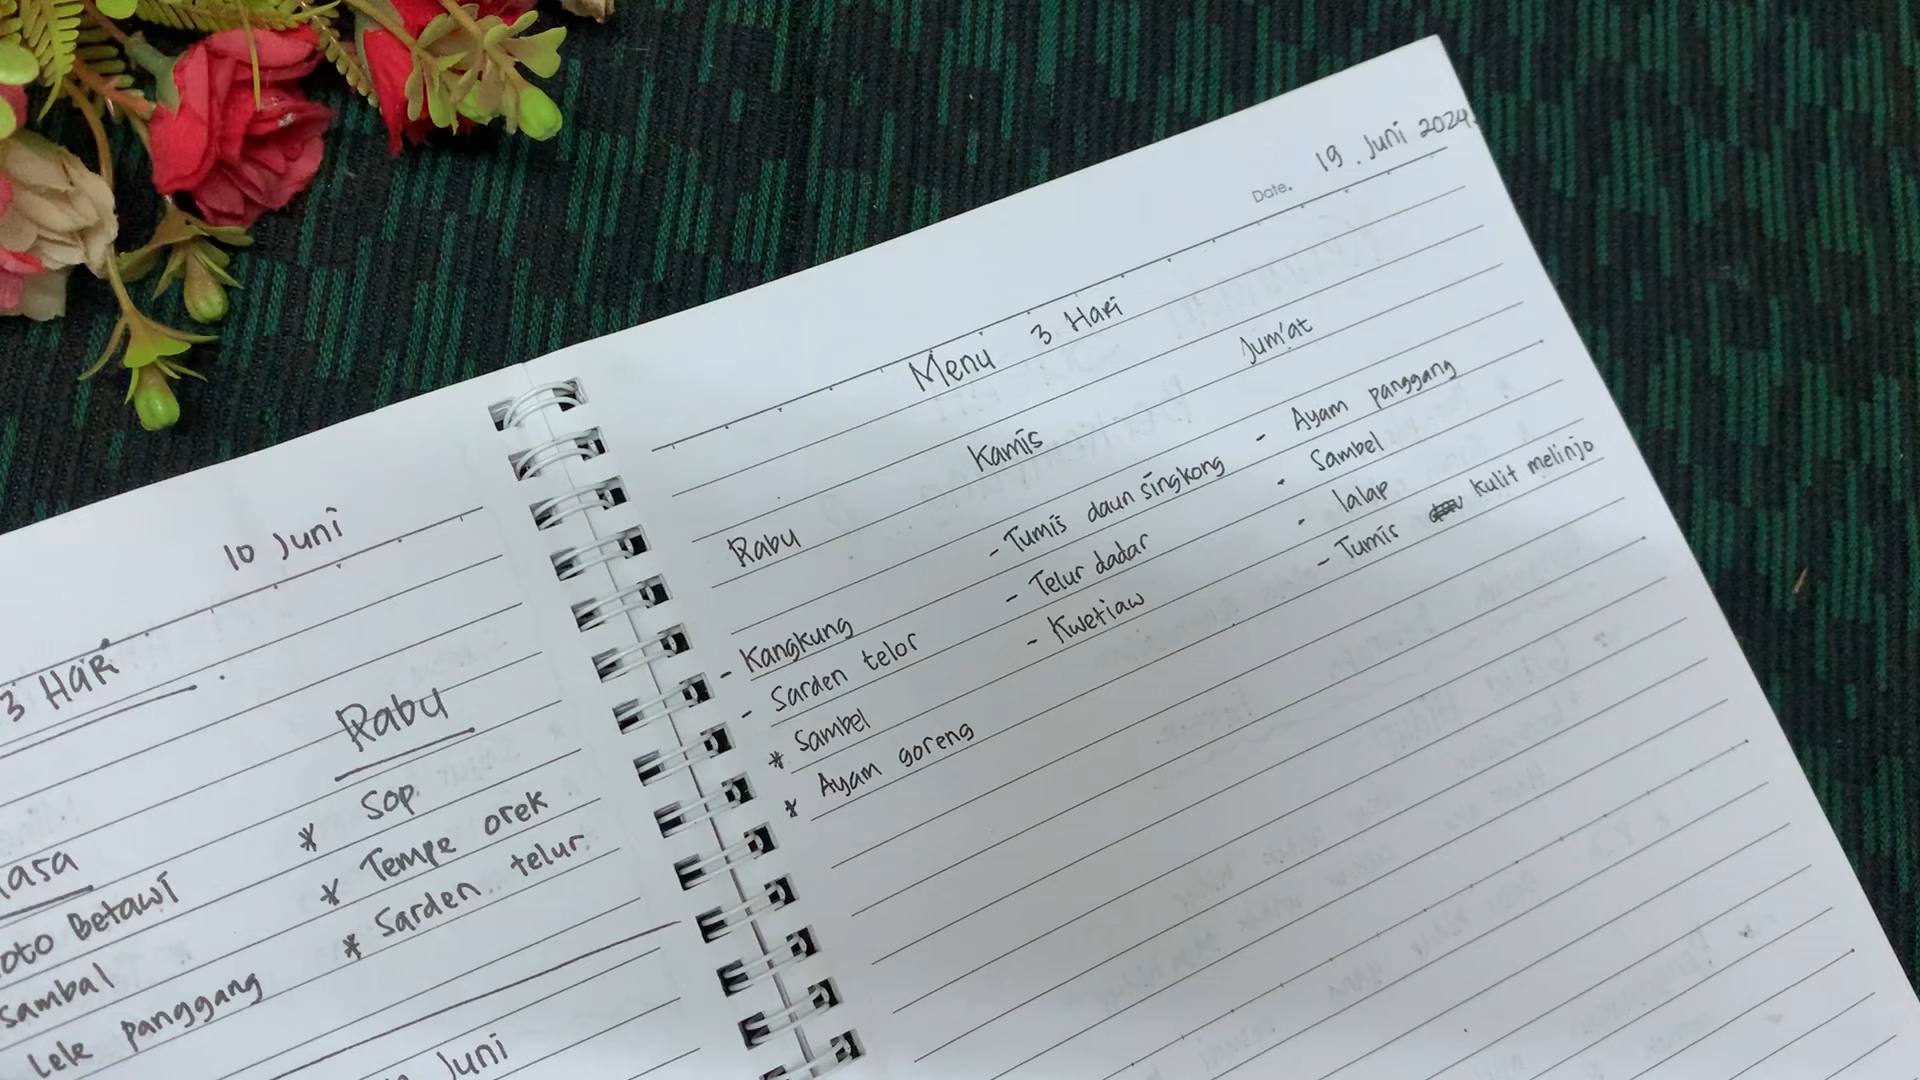 10 Juni
3 HARI
Rabu
* Sop
* Tempe orek
* Sarden telur
Betawi
Sambal
Lele panggang
Juni
Date. 19. Juni 2024
Menu 3 Hari
Rabu
- Kangkung
- Sarden telor
* Sambel
* Ayam goreng
Kamis
- Tumis daun singkong
- Telur dadar
- Kwetiaw
Jum'at
- Ayam panggang
- Sambel
- lalap
- Tumis kulit melinjo